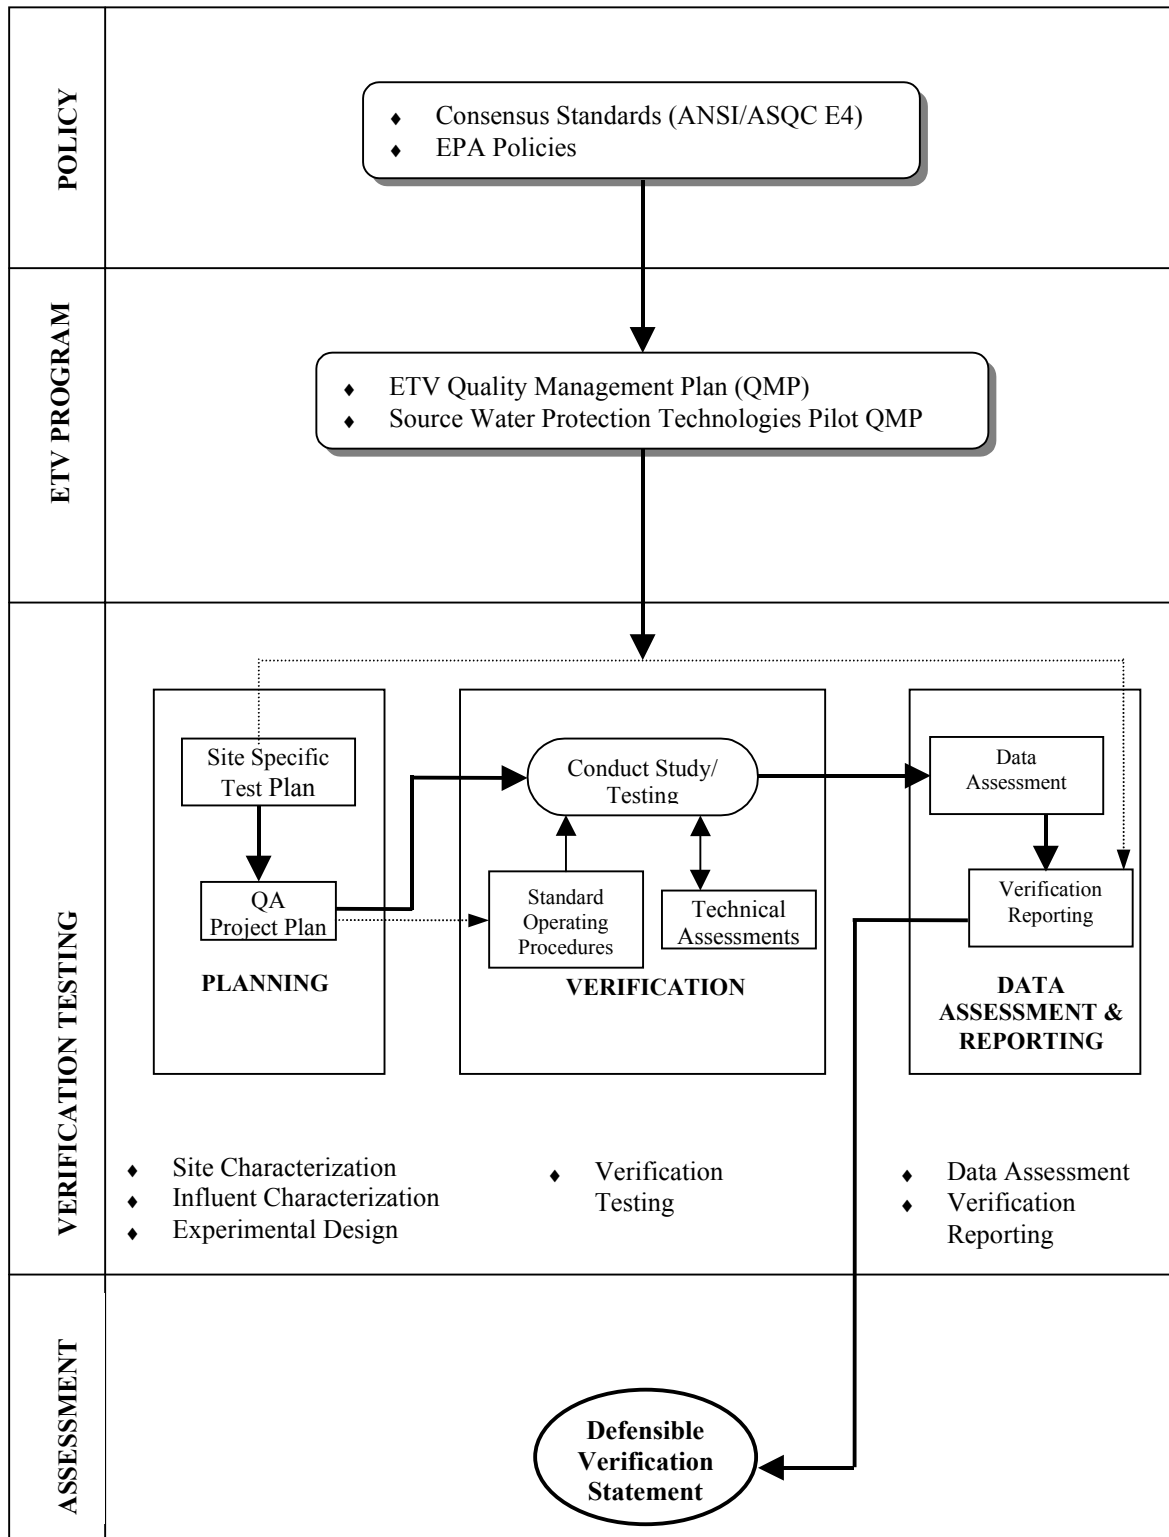 POLICY
♦ Consensus Standards (ANSI/ASQC E4)
♦ EPA Policies
ETV PROGRAM
♦ ETV Quality Management Plan (QMP)
♦ Source Water Protection Technologies Pilot QMP
VERIFICATION TESTING
Site Specific
Test Plan
QA
Project Plan
PLANNING
Conduct Study/
Testing
Standard
Operating
Procedures
Technical
Assessments
VERIFICATION
Data
Assessment
Verification
Reporting
DATA
ASSESSMENT &
REPORTING
♦ Site Characterization
♦ Influent Characterization
♦ Experimental Design
♦ Verification
Testing
♦ Data Assessment
♦ Verification
Reporting
ASSESSMENT
Defensible
Verification
Statement